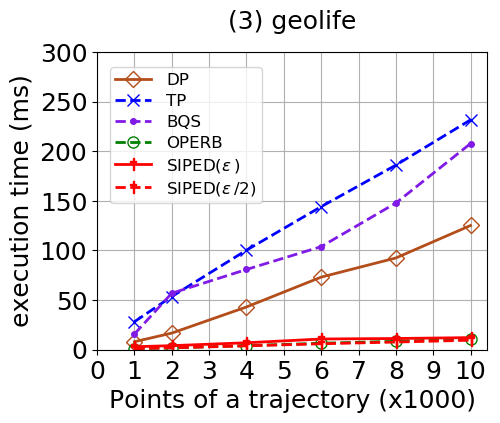 (3) geolife
execution time (ms)
300
250
200
150
100
50
0
DP
TP
BQS
OPERB
SIPED(ε )
SIPED(ε /2)
0 1 2 3 4 5 6 7 8 9 10
Points of a trajectory (x1000)